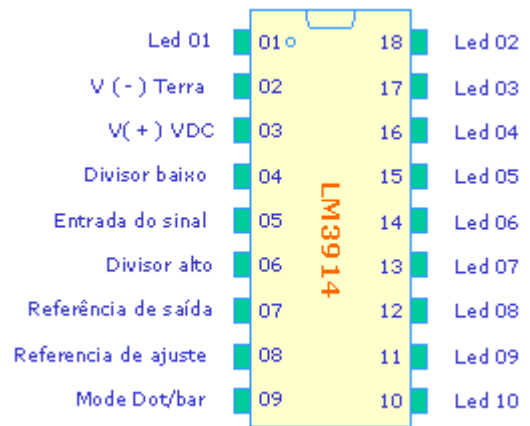 Led 01 01 18 Led 02
V ( - ) Terra 02 17 Led 03
V( + ) VDC 03 16 Led 04
Divisor baixo 04 15 Led 05
Entrada do sinal 05 14 Led 06
Divisor alto 06 13 Led 07
Referência de saída 07 12 Led 08
Referencia de ajuste 08 11 Led 09
Mode Dot/bar 09 10 Led 10
LM3914